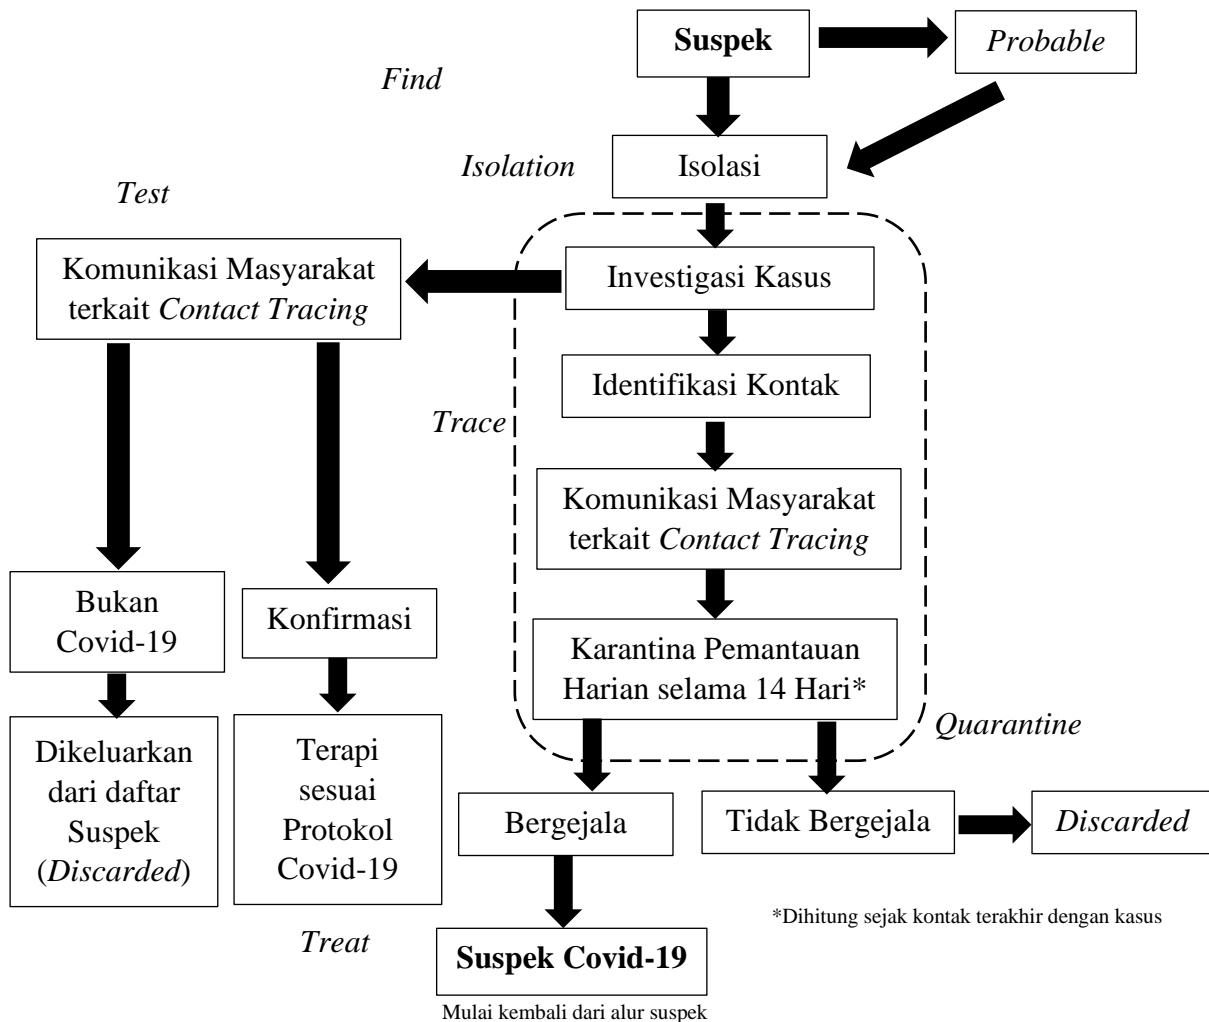 Suspek
Probable
Find
Isolation
Isolasi
Test
Komunikasi Masyarakat
terkait Contact Tracing
Investigasi Kasus
Identifikasi Kontak
Trace
Komunikasi Masyarakat
terkait Contact Tracing
Bukan
Covid-19
Konfirmasi
Karantina Pemantauan
Harian selama 14 Hari*
Quarantine
Dikeluarkan
dari daftar
Suspek
(Discarded)
Terapi
sesuai
Protokol
Covid-19
Bergejala
Tidak Bergejala
Discarded
*Dihitung sejak kontak terakhir dengan kasus
Treat
Suspek Covid-19
Mulai kembali dari alur suspek